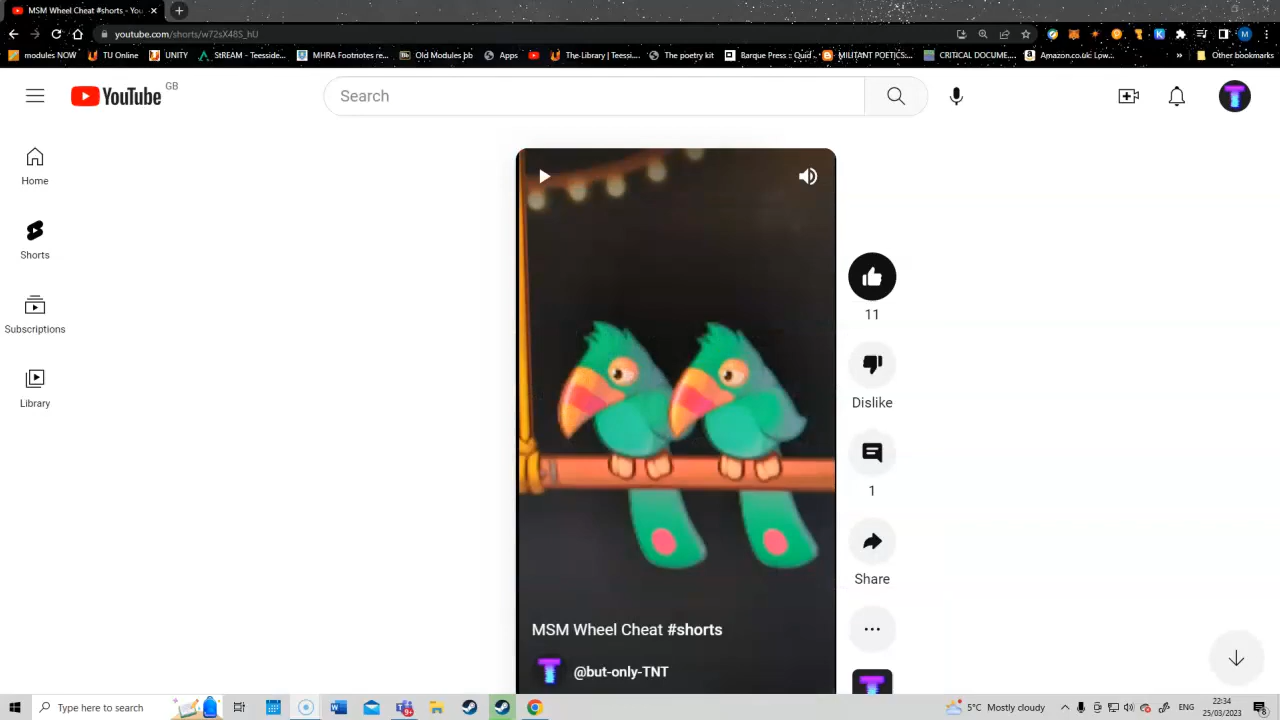 MSM Wheel Cheat #shorts - You
youtube.com/shorts/w72sX48S_hU
modules NOW
TU Online
UNITY
StREAM - Teesside...
MHRA Footnotes re...
Old Modules pb
Apps
The-Library | Teessi...
The poetry kit
Barque Press :: Quid...
MILITANT POETICS:...
CRITICAL DOCUME...
Amazon.co.uk: Low...
»
Other bookmarks
YouTube GB
Search
Home
Shorts
Subscriptions
Library
11
Dislike
1
Share
MSM Wheel Cheat #shorts
@but-only-TNT
Type here to search
5°C Mostly cloudy
ENG
22:34
25/03/2023